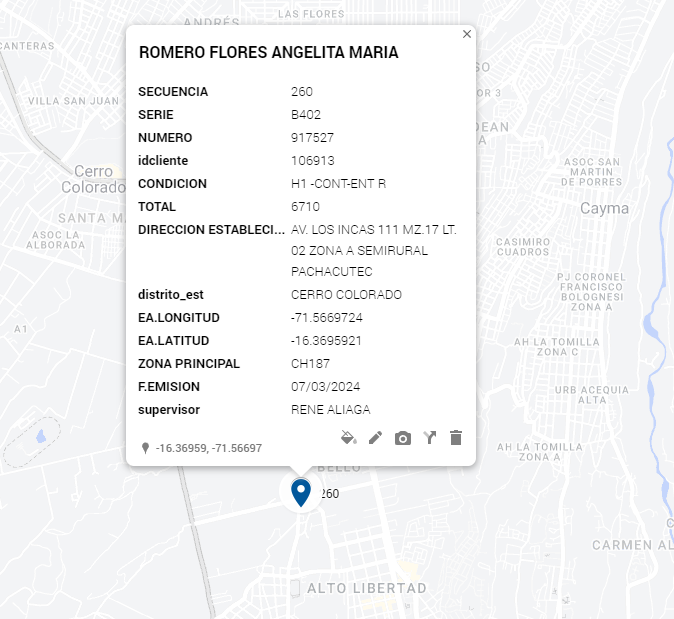 LAS FLORES
ANDRÉS
CANTERAS
ROMERO FLORES ANGELITA MARIA
SECUENCIA 260
SERIE B402
NUMERO 917527
idcliente 106913
CONDICION H1 -CONT-ENT R
TOTAL 6710
DIRECCION ESTABLECI... AV. LOS INCAS 111 MZ.17 LT.
02 ZONA A SEMIRURAL
PACHACUTEC
distrito_est CERRO COLORADO
EA.LONGITUD -71.5669724
EA.LATITUD -16.3695921
ZONA PRINCIPAL CH187
F.EMISION 07/03/2024
supervisor RENE ALIAGA
-16.36959, -71.56697
VILLA SAN JUAN
Cerro
Colorado
SANTA M
ASOC LA
ALBORADA
A1
SO
OR 3
DEAN
A
ASOC SAN
MARTIN
DE PORRES
Cayma
CASIMIRO
CUADROS
PJ CORONEL
FRANCISCO
BOLOGNESI
ZONA A
AH LA TOMILLA
ZONA C
URB ACEQUIA
ALTA
AH LA TOMILLA
ZONA A
BELLO
260
CARMEN AL
ALTO LIBERTAD